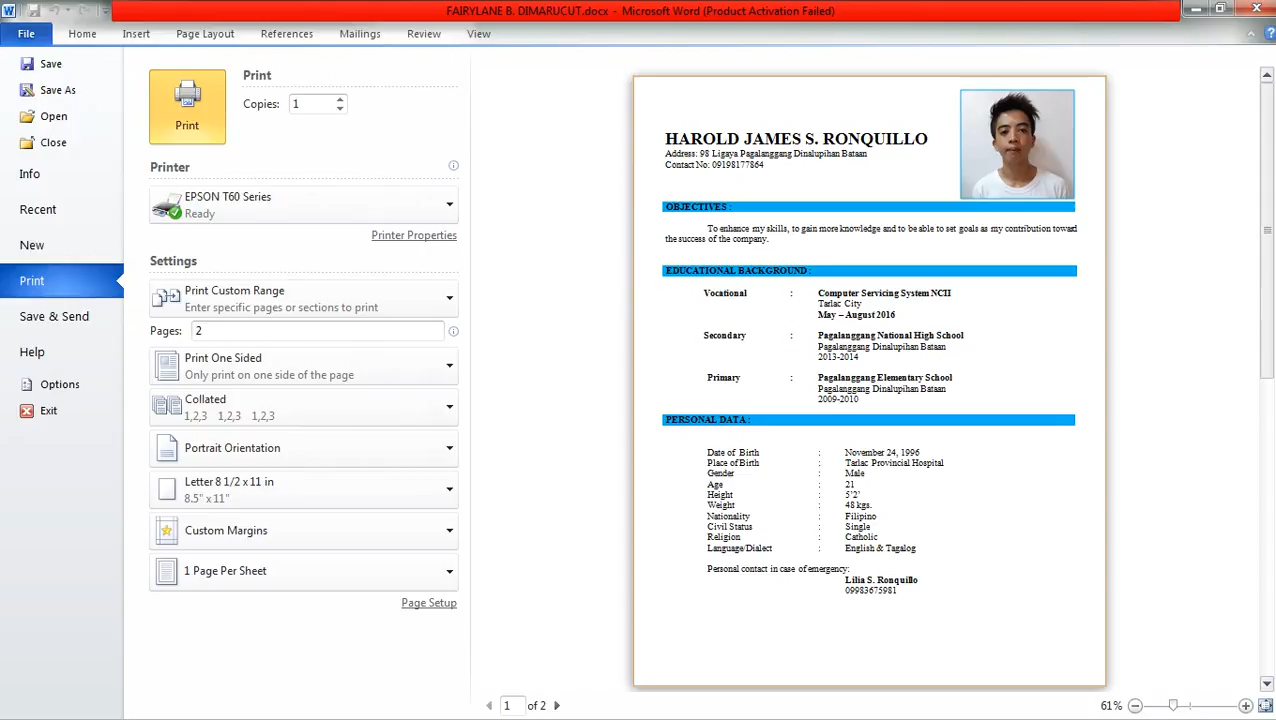 FAIRYLANE B. DIMARUCUT.docx - Microsoft Word (Product Activation Failed)
File Home Insert Page Layout References Mailings Review View
Save
Save As
Open
Close
Info
Recent
New
Print
Save & Send
Help
Options
Exit
Print
Print
Copies: 1
Printer
EPSON T60 Series
Ready
Printer Properties
Settings
Print Custom Range
Enter specific pages or sections to print
Pages: 2
Print One Sided
Only print on one side of the page
Collated
1,2,3 1,2,3 1,2,3
Portrait Orientation
Letter 8 1/2 x 11 in
8.5" x 11"
Custom Margins
1 Page Per Sheet
Page Setup
HAROLD JAMES S. RONQUILLO
Address: 98 Ligaya Pagalanggang Dinalupihan Bataan
Contact No: 09198177864
OBJECTIVES :
To enhance my skills, to gain more knowledge and to be able to set goals as my contribution toward
the success of the company.
EDUCATIONAL BACKGROUND :
Vocational : Computer Servicing System NCII
Tarlac City
May – August 2016
Secondary : Pagalanggang National High School
Pagalanggang Dinalupihan Bataan
2013-2014
Primary : Pagalanggang Elementary School
Pagalanggang Dinalupihan Bataan
2009-2010
PERSONAL DATA :
Date of Birth : November 24, 1996
Place of Birth : Tarlac Provincial Hospital
Gender : Male
Age : 21
Height : 5'2'
Weight : 48 kgs.
Nationality : Filipino
Civil Status : Single
Religion : Catholic
Language/Dialect : English & Tagalog
Personal contact in case of emergency:
Lilia S. Ronquillo
09983675981
1 of 2
61%